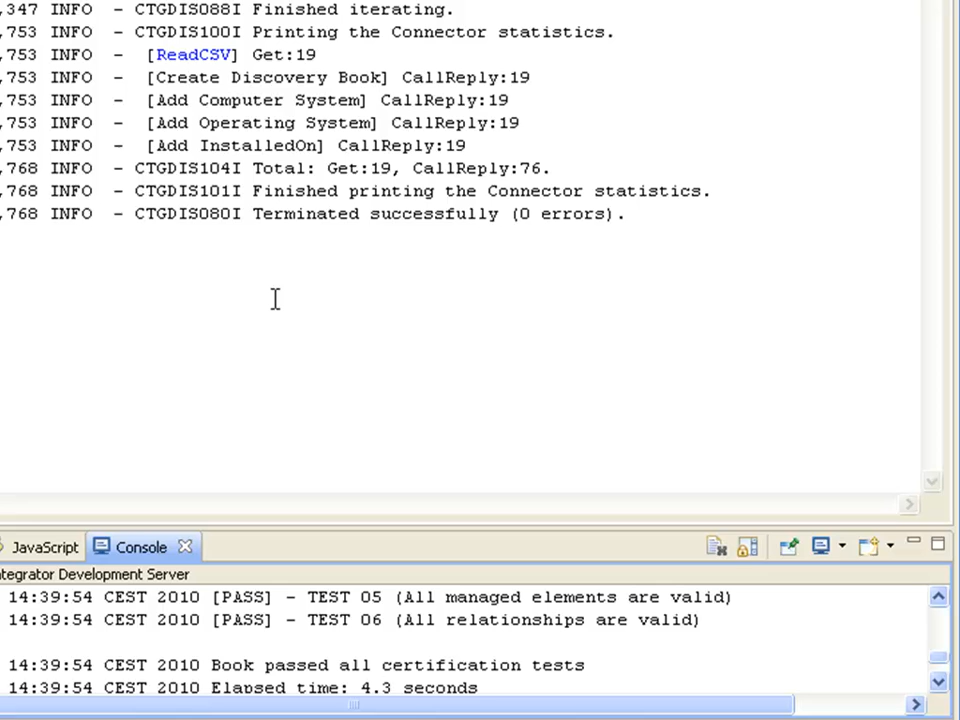 ,347 INFO - CTGDIS088I Finished iterating.
,753 INFO - CTGDIS100I Printing the Connector statistics.
,753 INFO - [ReadCSV] Get:19
,753 INFO - [Create Discovery Book] CallReply:19
,753 INFO - [Add Computer System] CallReply:19
,753 INFO - [Add Operating System] CallReply:19
,753 INFO - [Add InstalledOn] CallReply:19
,768 INFO - CTGDIS104I Total: Get:19, CallReply:76.
,768 INFO - CTGDIS101I Finished printing the Connector statistics.
,768 INFO - CTGDIS080I Terminated successfully (0 errors).
JavaScript Console
ntegrator Development Server
14:39:54 CEST 2010 [PASS] - TEST 05 (All managed elements are valid)
14:39:54 CEST 2010 [PASS] - TEST 06 (All relationships are valid)
14:39:54 CEST 2010 Book passed all certification tests
14:39:54 CEST 2010 Elapsed time: 4.3 seconds